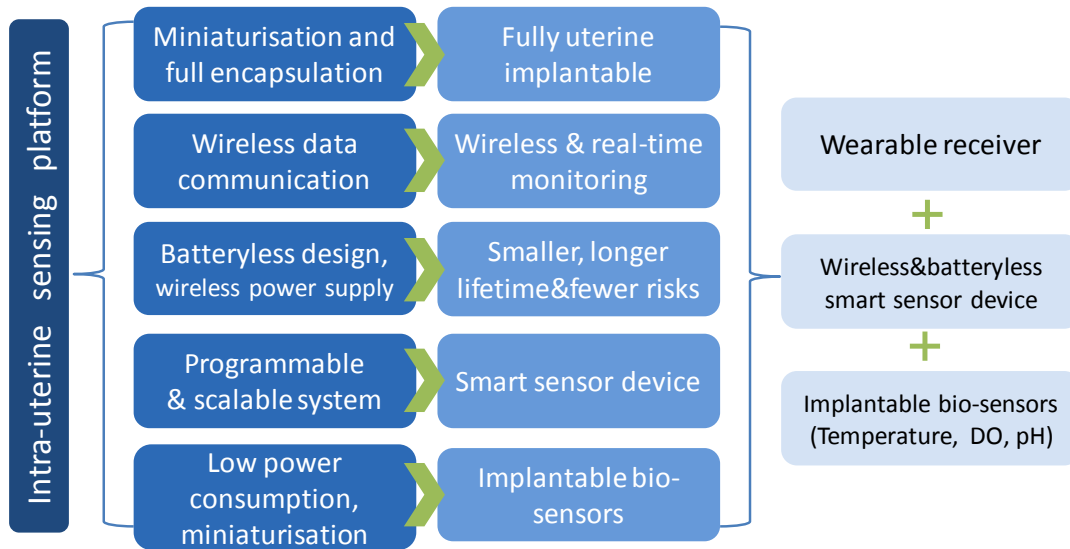 Intra-uterine sensing platform
Miniaturisation and
full encapsulation
Fully uterine
implantable
Wireless data
communication
Wireless & real-time
monitoring
Batteryless design,
wireless power supply
Smaller, longer
lifetime&fewer risks
Programmable
& scalable system
Smart sensor device
Low power
consumption,
miniaturisation
Implantable bio-
sensors
Wearable receiver
+
Wireless&batteryless
smart sensor device
+
Implantable bio-sensors
(Temperature, DO, pH)